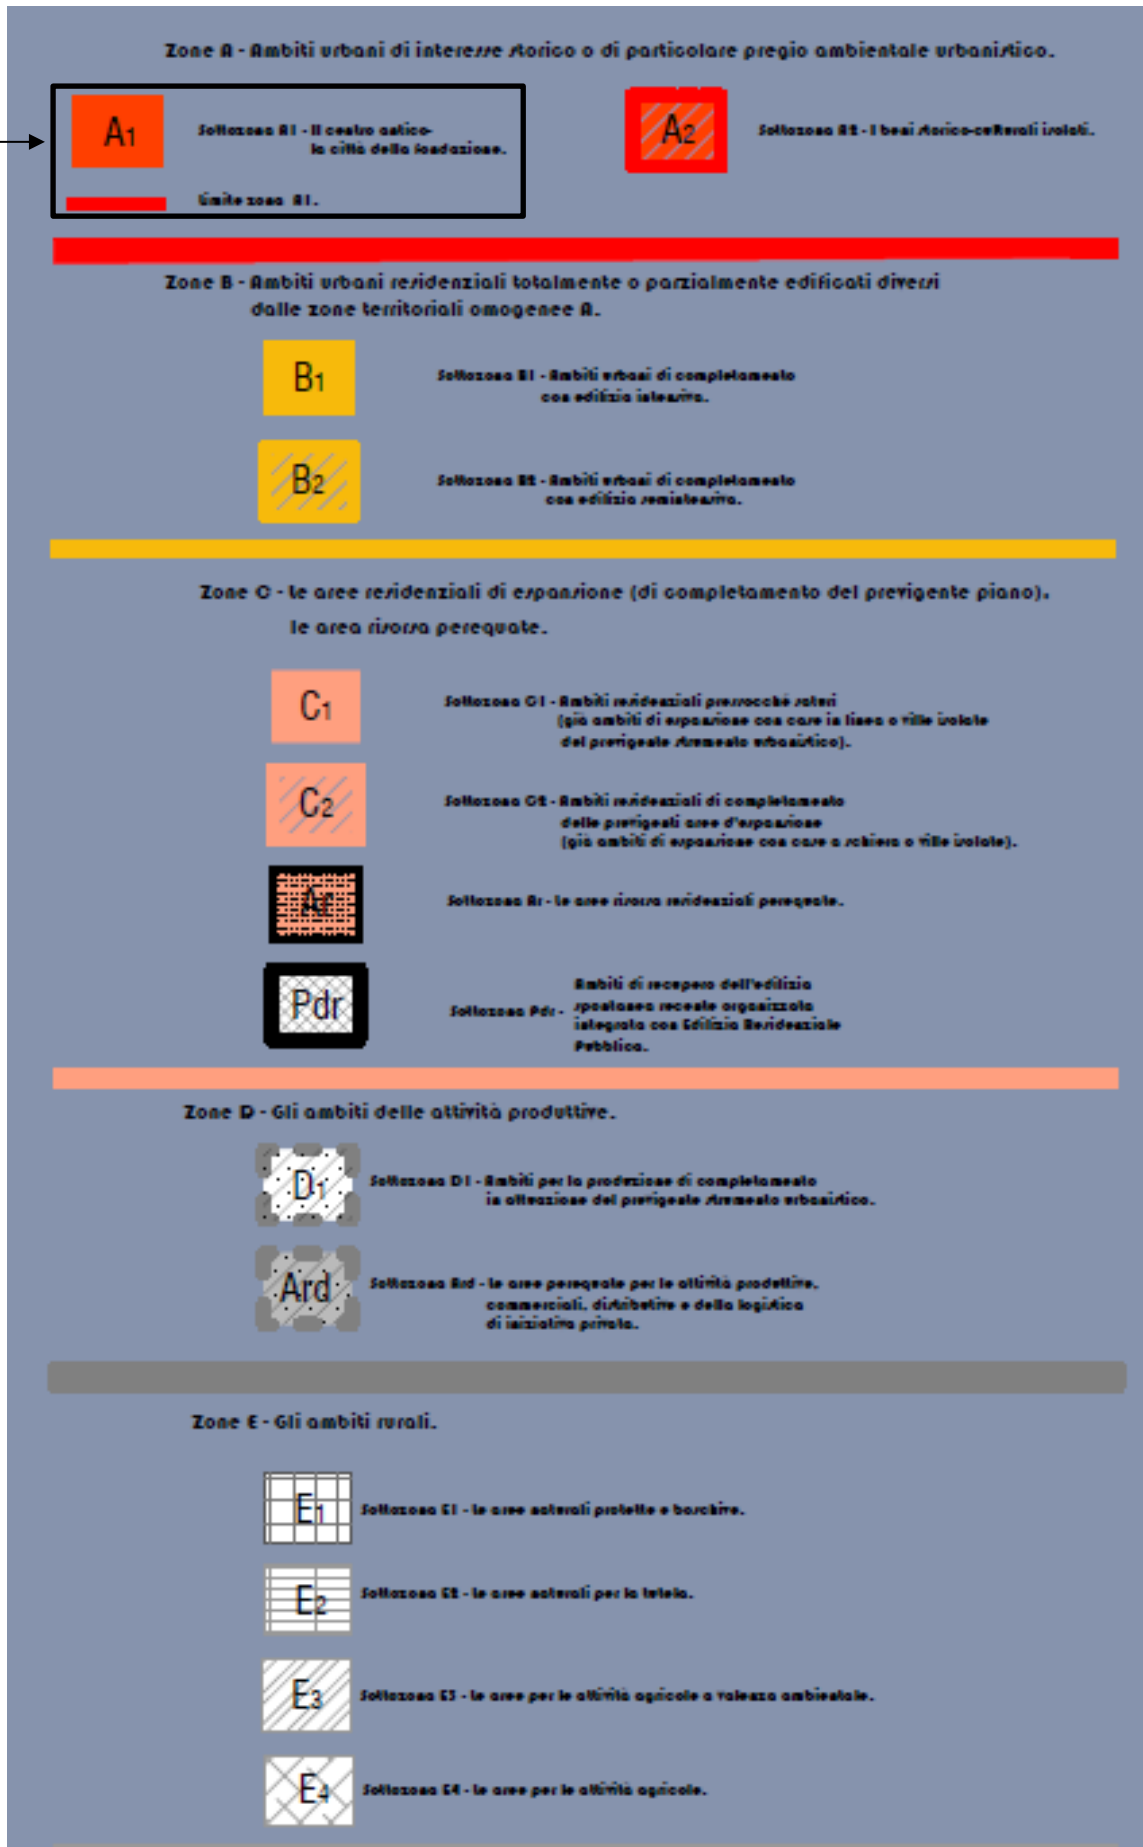 Zone A - Ambiti urbani di interesse storico o di particolare pregio ambientale urbanistico.
A1
Sottozona A1 - Il centro antico-
la città della fondazione.
Limite zona A1.
A2
Sottozona A2 - I beni storico-culturali isolati.
Zone B - Ambiti urbani residenziali totalmente o parzialmente edificati diversi
dalle zone territoriali omogenee A.
B1
Sottozona B1 - Ambiti urbani di completamento
con edilizia intensiva.
B2
Sottozona B2 - Ambiti urbani di completamento
con edilizia semintensiva.
Zone C - le aree residenziali di espansione (di completamento del previgente piano).
le area risorsa perequate.
C1
Sottozona C1 - Ambiti residenziali pressocché saturi
(già ambiti di espansione con case in linea o ville isolate
del previgente strumento urbanistico).
C2
Sottozona C2 - Ambiti residenziali di completamento
delle previgenti aree d'espansione
(già ambiti di espansione con case a schiera o ville isolate).
Ar
Sottozona Ar - le aree risorsa residenziali perequate.
Pdr
Sottozona Pdr - Ambiti di recupero dell'edilizia
spontanea recente organizzata
integrata con Edilizia Residenziale
Pubblica.
Zone D - Gli ambiti delle attività produttive.
D1
Sottozona D1 - Ambiti per la produzione di completamento
in attuazione del previgente strumento urbanistico.
Ard
Sottozona Ard - le aree perequate per le attività produttive,
commerciali, distributive e della logistica
di iniziativa privata.
Zone E - Gli ambiti rurali.
E1
Sottozona E1 - le aree naturali protette e boschive.
E2
Sottozona E2 - le aree naturali per la tutela.
E3
Sottozona E3 - le aree per le attività agricole a valenza ambientale.
E4
Sottozona E4 - le aree per le attività agricole.